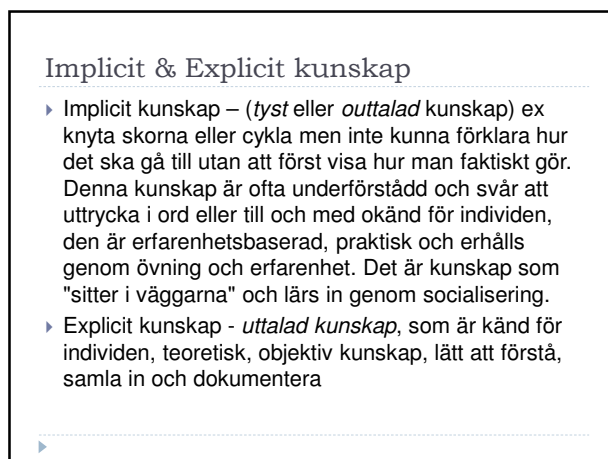 Implicit & Explicit kunskap
Implicit kunskap – (tyst eller outtalad kunskap) ex
knyta skorna eller cykla men inte kunna förklara hur
det ska gå till utan att först visa hur man faktiskt gör.
Denna kunskap är ofta underförstådd och svår att
uttrycka i ord eller till och med okänd för individen,
den är erfarenhetsbaserad, praktisk och erhålls
genom övning och erfarenhet. Det är kunskap som
"sitter i väggarna" och lärs in genom socialisering.
Explicit kunskap - uttalad kunskap, som är känd för
individen, teoretisk, objektiv kunskap, lätt att förstå,
samla in och dokumentera